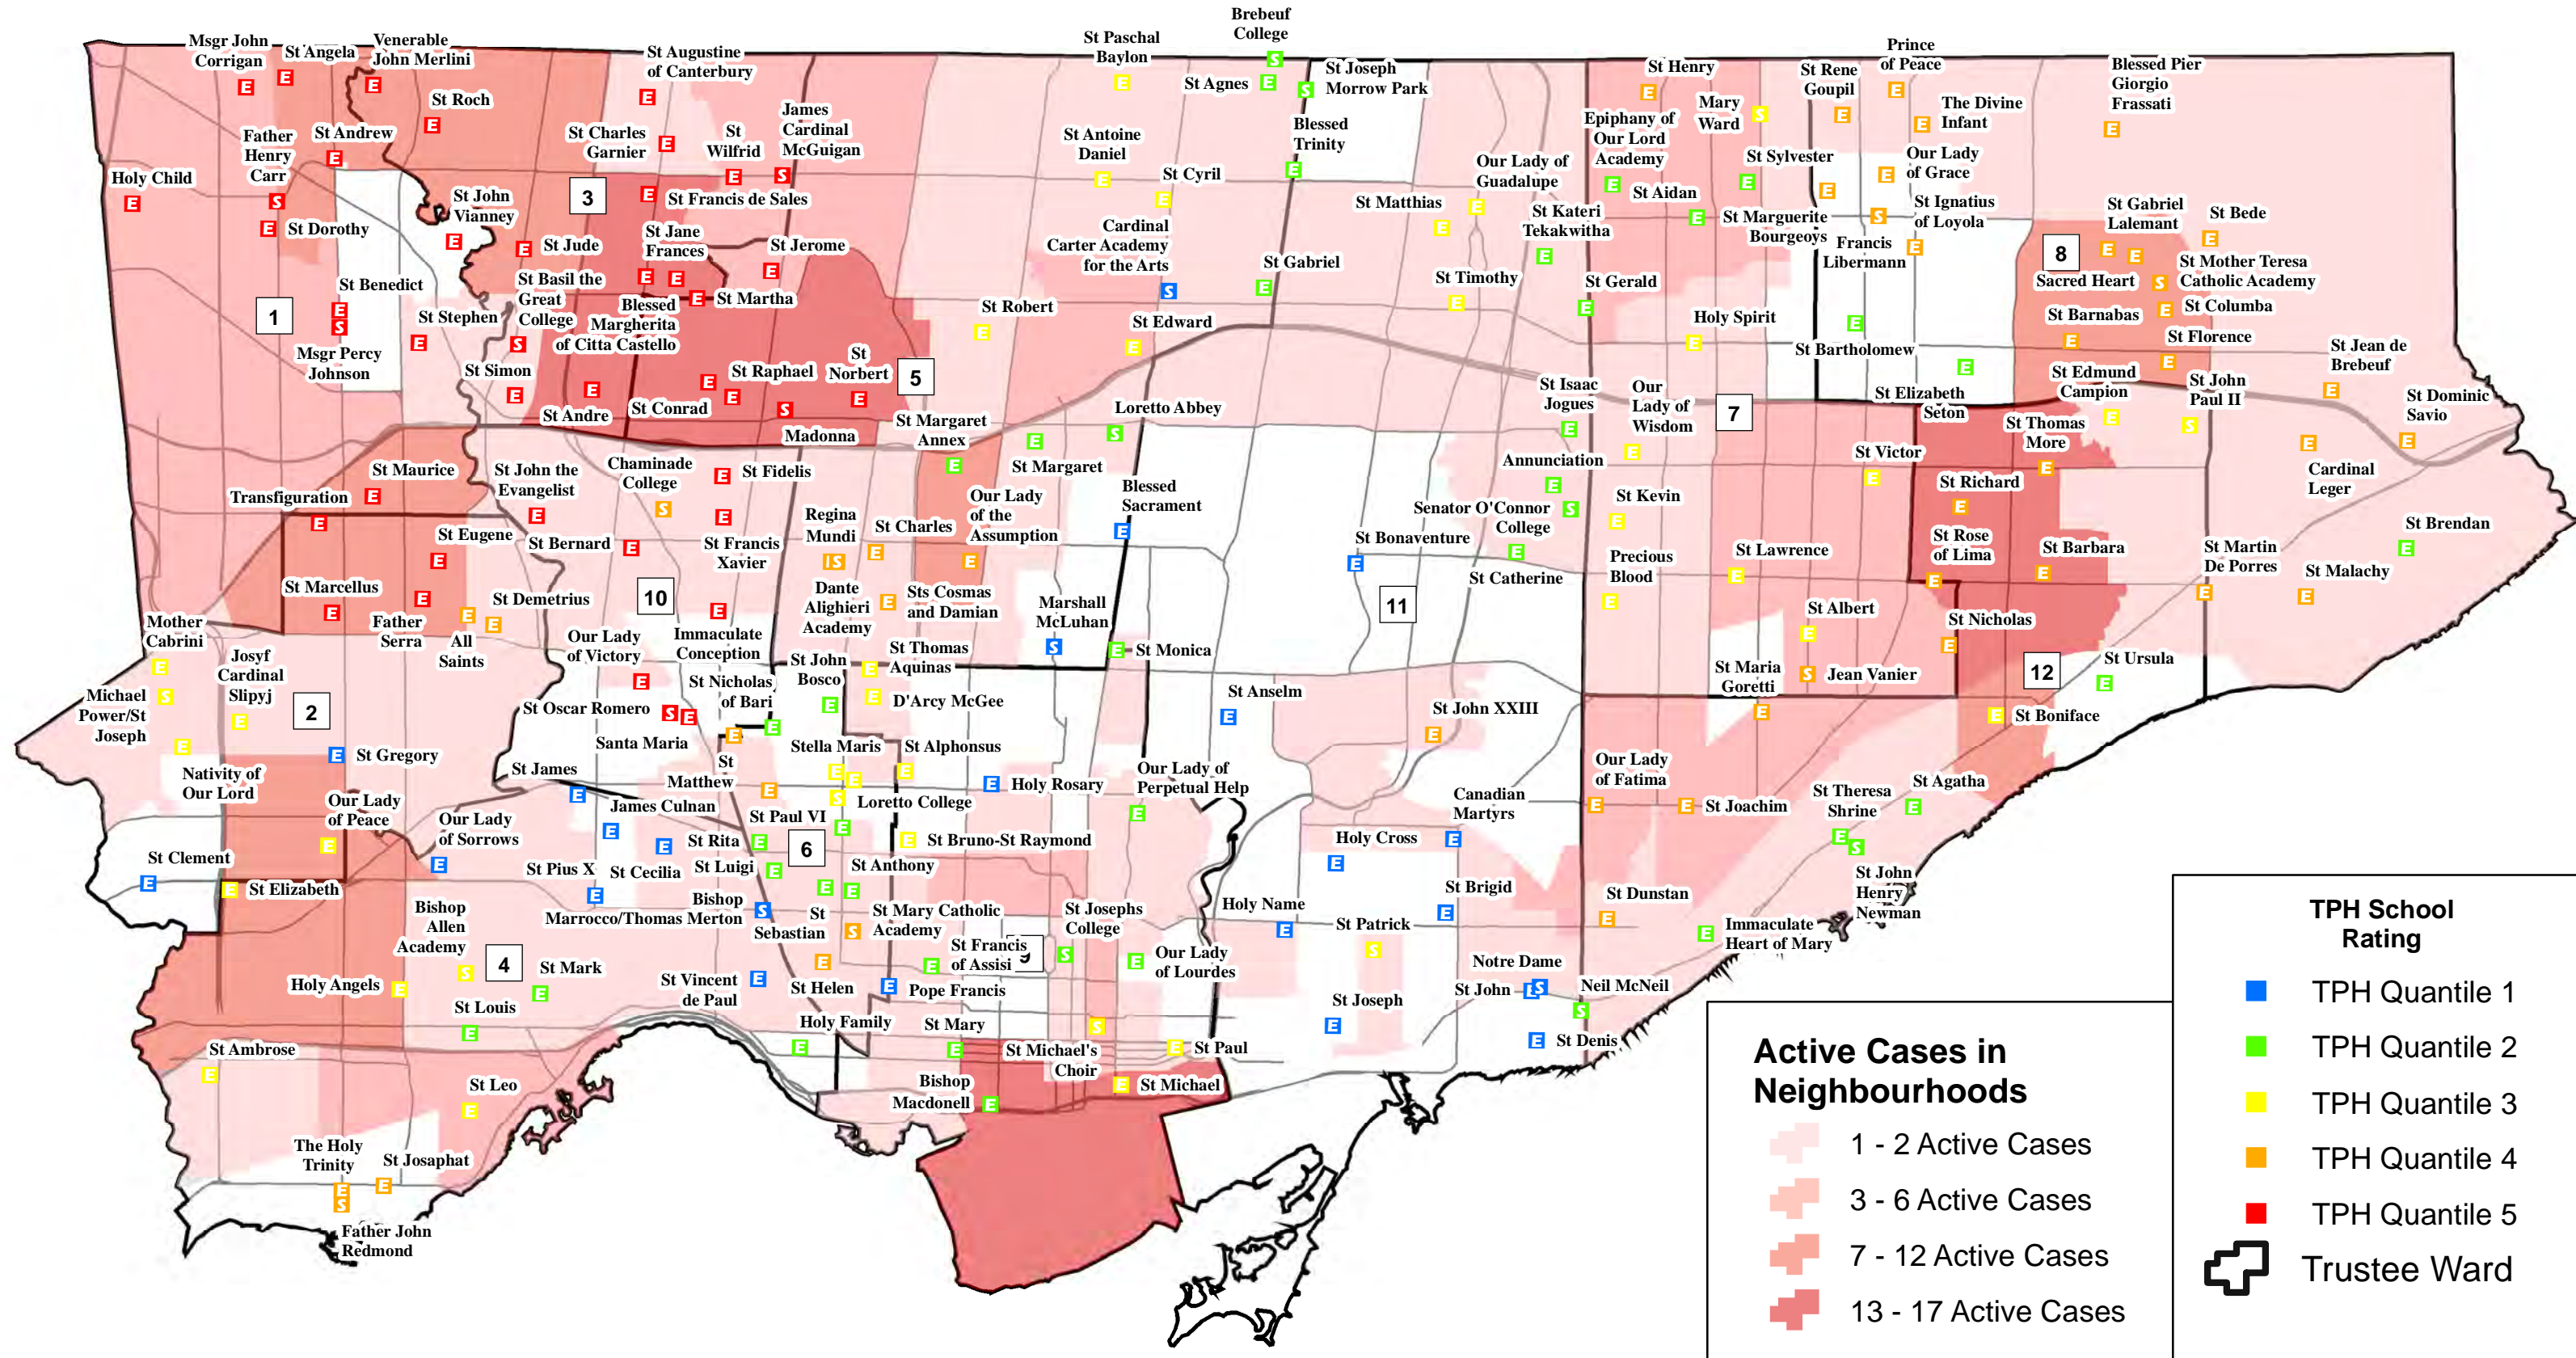 Msgr John
Corrigan
St Angela
Venerable
John Merlini
St Augustine
of Canterbury
St Paschal
Baylon
Brebeuf
College
St Agnes
St Joseph
Morrow Park
St Henry
Mary
Ward
St Rene
Goupil
Prince
of Peace
The Divine
Infant
Blessed Pier
Giorgio
Frassati
St Roch
St Andrew
Father
Henry
Carr
Holy Child
St Dorothy
St Charles
Garnier
St
Wilfrid
James
Cardinal
McGuigan
St Antoine
Daniel
St Cyril
Blessed
Trinity
Our Lady of
Guadalupe
Epiphany of
Our Lord
Academy
St Sylvester
Our Lady
of Grace
3
St Francis de Sales
St John
Vianney
St Jude
St Jane
Frances
St Jerome
Cardinal
Carter Academy
for the Arts
St Matthias
St Kateri
Tekakwitha
St Aidan
St Marguerite
Bourgeoys
St Ignatius
of Loyola
Francis
Libermann
St Gabriel
Lalemant
St Bede
8
Sacred Heart
St Mother Teresa
Catholic Academy
St Columba
St Barnabas
St Florence
St Benedict
1
St Stephen
Msgr Percy
Johnson
St Basil the
Great
College
Blessed
Margherita
of Citta Castello
St Martha
St Robert
St Gabriel
St Edward
St Timothy
St Gerald
Holy Spirit
St Bartholomew
St Jean de
Brebeuf
St Simon
St Andre
St Conrad
St Raphael
St
Norbert
5
Madonna
St Margaret
Annex
St Margaret
Loretto Abbey
St Isaac
Jogues
Our
Lady of
Wisdom
7
St Elizabeth
Seton
St Edmund
Campion
St John
Paul II
St Dominic
Savio
St Thomas
More
Cardinal
Leger
St Maurice
Transfiguration
St John the
Evangelist
Chaminade
College
St Fidelis
Our Lady
of the
Assumption
Blessed
Sacrament
Annunciation
Senator O'Connor
College
St Kevin
St Victor
St Richard
St Brendan
St Eugene
St Bernard
St Francis
Xavier
Regina
Mundi
St Charles
St Bonaventure
St Catherine
Precious
Blood
St Lawrence
St Rose
of Lima
St Barbara
St Martin
De Porres
St Malachy
St Marcellus
Father
Serra
All
Saints
St Demetrius
10
Dante
Alighieri
Academy
Sts Cosmas
and Damian
Marshall
McLuhan
11
St Albert
St Nicholas
Mother
Cabrini
Josyf
Cardinal
Slipyj
Our Lady
of Victory
Immaculate
Conception
St John
Bosco
St Thomas
Aquinas
St Monica
St Maria
Goretti
Jean Vanier
12
St Ursula
Michael
Power/St
Joseph
2
St Oscar Romero
St Nicholas
of Bari
D'Arcy McGee
St Anselm
St John XXIII
St Boniface
Santa Maria
Nativity of
Our Lord
St Gregory
St James
St
Matthew
Stella Maris
St Alphonsus
Holy Rosary
Our Lady of
Perpetual Help
Our Lady
of Fatima
St Joachim
St Theresa
Shrine
St Agatha
Our Lady
of Peace
Our Lady
of Sorrows
James Culnan
St Paul VI
Loretto College
Canadian
Martyrs
St Clement
St Elizabeth
St Rita
6
St Bruno-St Raymond
Holy Cross
St Pius X
St Cecilia
St Luigi
St Anthony
St Brigid
St Dunstan
St John
Henry
Newman
Bishop
Allen
Academy
Bishop
Marrocco/Thomas Merton
St
Sebastian
St Mary Catholic
Academy
St Josephs
College
Holy Name
St Patrick
Immaculate
Heart of Mary
4
Holy Angels
St Mark
St Vincent
de Paul
St Helen
St Francis
of Assisi
9
Our Lady
of Lourdes
Pope Francis
Notre Dame
St John
Neil McNeil
St Louis
Holy Family
St Mary
St Joseph
St Denis
St Ambrose
St Michael's
Choir
St Paul
St Leo
Bishop
Macdonell
St Michael
The Holy
Trinity
St Josaphat
Father John
Redmond
Active Cases in
Neighbourhoods
1 - 2 Active Cases
3 - 6 Active Cases
7 - 12 Active Cases
13 - 17 Active Cases
TPH School
Rating
TPH Quantile 1
TPH Quantile 2
TPH Quantile 3
TPH Quantile 4
TPH Quantile 5
Trustee Ward